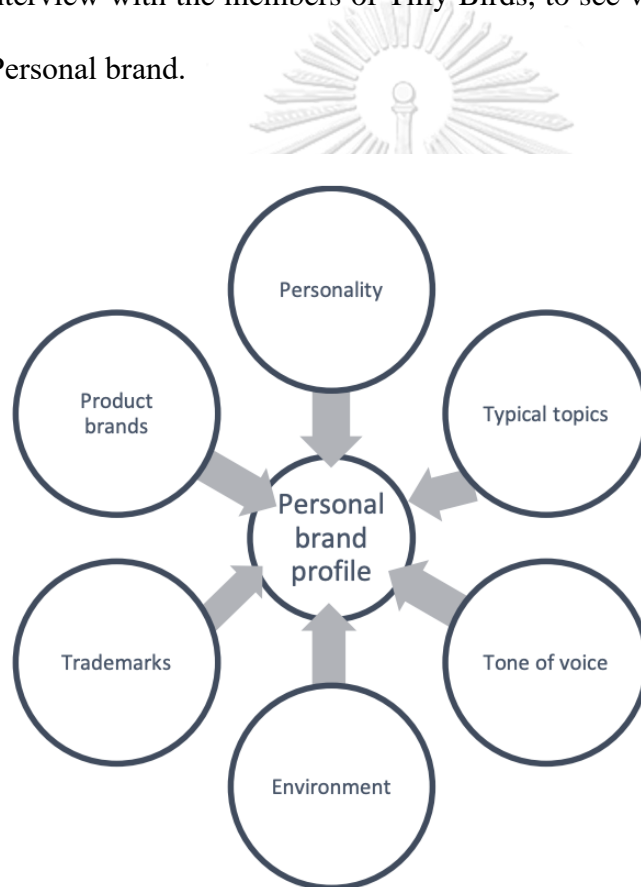 nterview with the members of Tilly Birds, to see
Personal brand.
Personality
Product
brands
Typical topics
Personal
brand
profile
Trademarks
Tone of voice
Environment